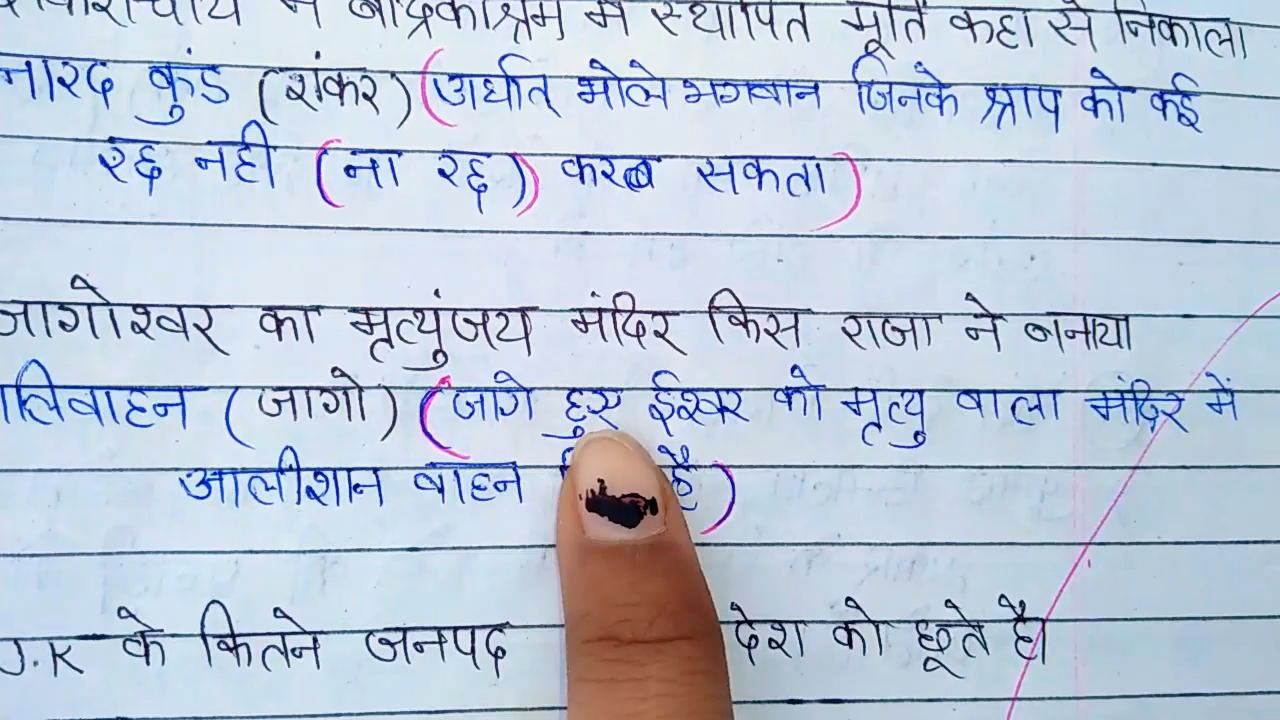 ने बद्रिकाश्रम में स्थापित मूर्ति कहा से निकाला
नारद कुंड (शंकर) (अर्थात् भोले भगवान जिनके श्राप को कई
रद्द नही (ना रद्द) कर सकता)
जागोश्वर का मृत्युंजय मंदिर किस राजा ने बनाया
लिवाहन (जागो) (जागे हुए ईश्वर को मृत्यु वाला मंदिर में
आलीशान वाहन है)
U.K के कितने जनपद देश को छूते है